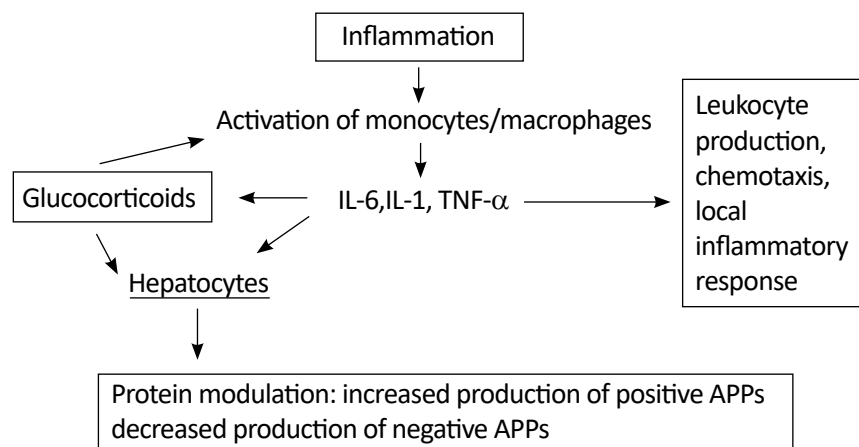 Inflammation
Activation of monocytes/macrophages
Leukocyte
production,
chemotaxis,
local
inflammatory
response
Glucocorticoids
IL-6,IL-1, TNF-α
Hepatocytes
Protein modulation: increased production of positive APPs
decreased production of negative APPs